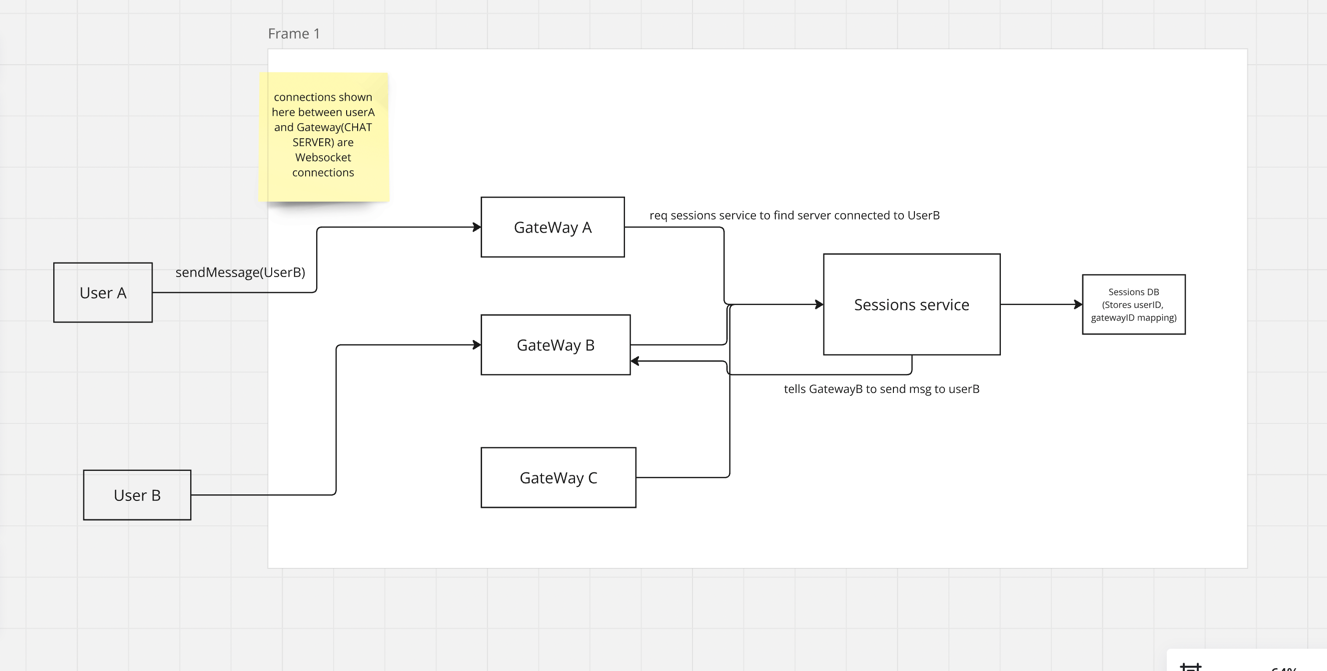 Frame 1
connections shown
here between userA
and Gateway(CHAT
SERVER) are
Websocket
connections
GateWay A
req sessions service to find server connected to UserB
sendMessage(UserB)
User A
Sessions service
Sessions DB
(Stores userID,
gatewayID mapping)
GateWay B
tells GatewayB to send msg to userB
GateWay C
User B